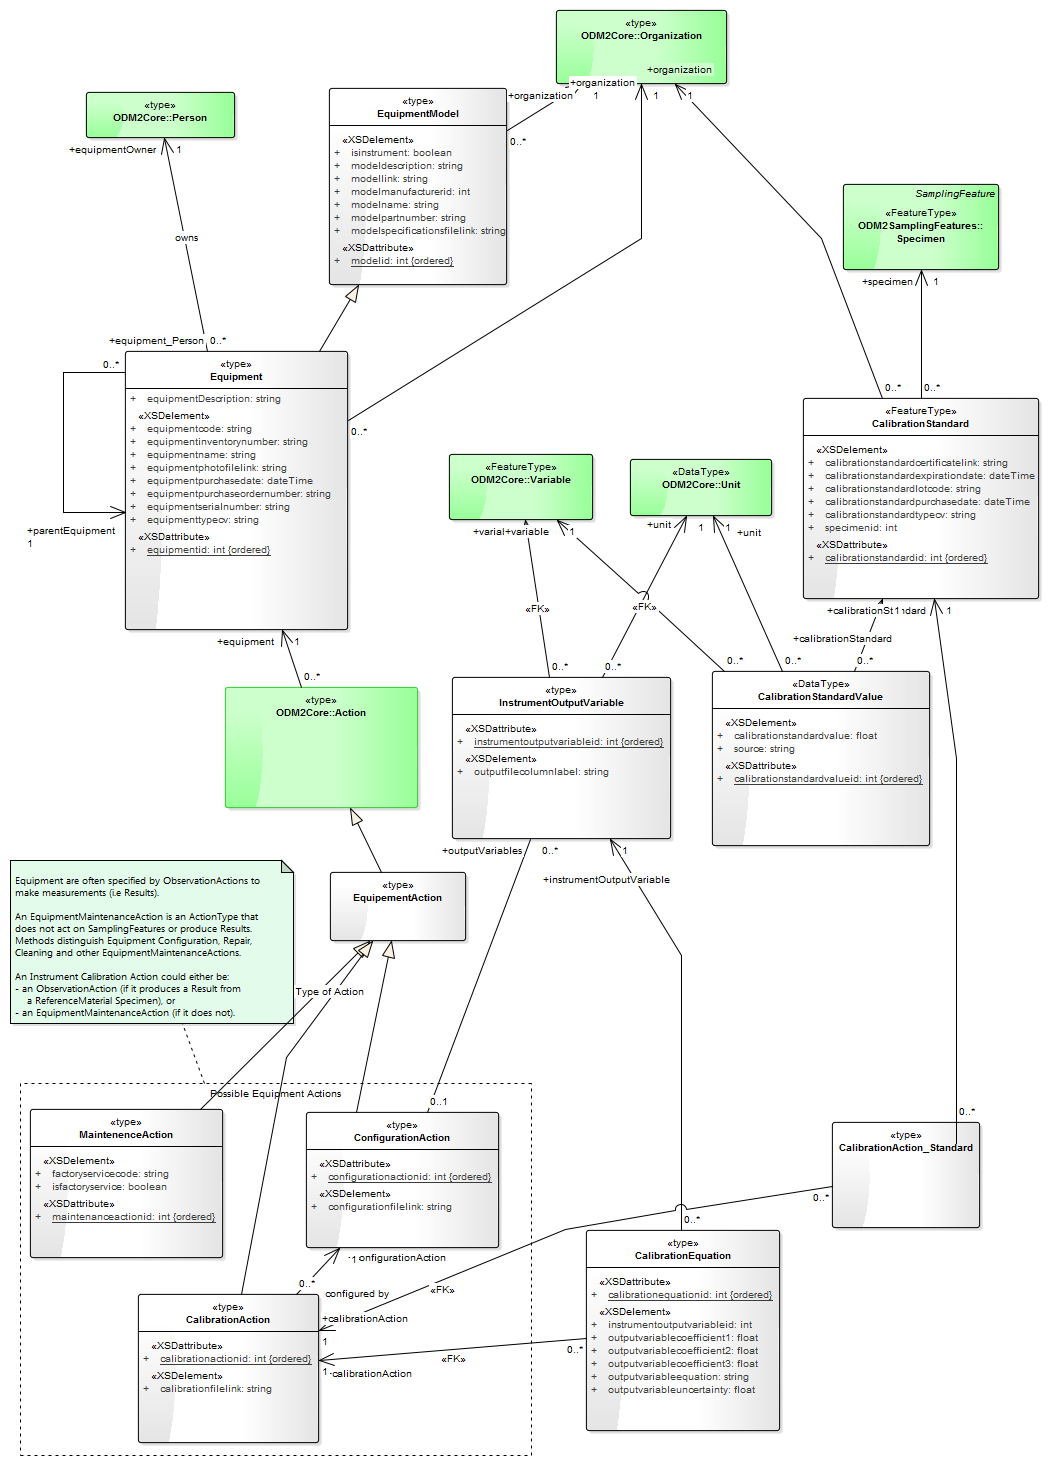 «type»
ODM2Core::Organization
+organization
+organization
+organization
1
1
1
0..*
«type»
ODM2Core::Person
+equipmentOwner
1
owns
+equipment_Person
0..*
«type»
EquipmentModel
«XSDelement»
+ isinstrument: boolean
+ modeldescription: string
+ modellink: string
+ modelmanufacturerid: int
+ modelname: string
+ modelpartnumber: string
+ modelspecificationsfilelink: string
«XSDattribute»
+ modelid: int {ordered}
SamplingFeature
«FeatureType»
ODM2SamplingFeatures::
Specimen
+specimen
1
0..*
0..*
0..*
«type»
Equipment
+ equipmentDescription: string
«XSDelement»
+ equipmentcode: string
+ equipmentinventorynumber: string
+ equipmentname: string
+ equipmentphotofilelink: string
+ equipmentpurchasedate: dateTime
+ equipmentpurchaseordernumber: string
+ equipmentserialnumber: string
+ equipmenttypecv: string
«XSDattribute»
+ equipmentid: int {ordered}
0..*
+parentEquipment
1
«FeatureType»
CalibrationStandard
«XSDelement»
+ calibrationstandardcertificatelink: string
+ calibrationstandardexpirationdate: dateTime
+ calibrationstandardlotcode: string
+ calibrationstandardpurchasedate: dateTime
+ calibrationstandardtypecv: string
+ specimenid: int
«XSDattribute»
+ calibrationstandardid: int {ordered}
«FeatureType»
ODM2Core::Variable
«DataType»
ODM2Core::Unit
+varial+variable
1
+unit
1
1
+unit
«FK»
«FK»
+calibrationSt
1
ndard
1
+calibrationStandard
+equipment
1
0..*
0..*
0..*
0..*
0..*
0..*
«type»
ODM2Core::Action
«type»
InstrumentOutputVariable
«XSDattribute»
+ instrumentoutputvariableid: int {ordered}
«XSDelement»
+ outputfilecolumnlabel: string
«DataType»
CalibrationStandardValue
«XSDelement»
+ calibrationstandardvalue: float
+ source: string
«XSDattribute»
+ calibrationstandardvalueid: int {ordered}
+outputVariables
0..*
1
+instrumentOutputVariable
Equipment are often specified by ObservationActions to
make measurements (i.e Results).
An EquipmentMaintenanceAction is an ActionType that
does not act on SamplingFeatures or produce Results.
Methods distinguish Equipment Configuration, Repair,
Cleaning and other EquipmentMaintenanceActions.
An Instrument Calibration Action could either be:
- an ObservationAction (if it produces a Result from
a ReferenceMaterial Specimen), or
- an EquipmentMaintenanceAction (if it does not).
«type»
EquipementAction
Type of Action
Possible Equipment Actions
0..1
0..*
«type»
MaintenenceAction
«XSDelement»
+ factoryservicecode: string
+ isfactoryservice: boolean
«XSDattribute»
+ maintenanceactionid: int {ordered}
«type»
ConfigurationAction
«XSDattribute»
+ configurationactionid: int {ordered}
«XSDelement»
+ configurationfilelink: string
«type»
CalibrationAction_Standard
0..*
0..*
1
onfigurationAction
0..*
configured by
«FK»
+calibrationAction
1
«type»
CalibrationAction
«XSDattribute»
+ calibrationactionid: int {ordered}
«XSDelement»
+ calibrationfilelink: string
«FK»
1
calibrationAction
0..*
«type»
CalibrationEquation
«XSDattribute»
+ calibrationequationid: int {ordered}
«XSDelement»
+ instrumentoutputvariableid: int
+ outputvariablecoefficient1: float
+ outputvariablecoefficient2: float
+ outputvariablecoefficient3: float
+ outputvariableequation: string
+ outputvariableuncertainty: float